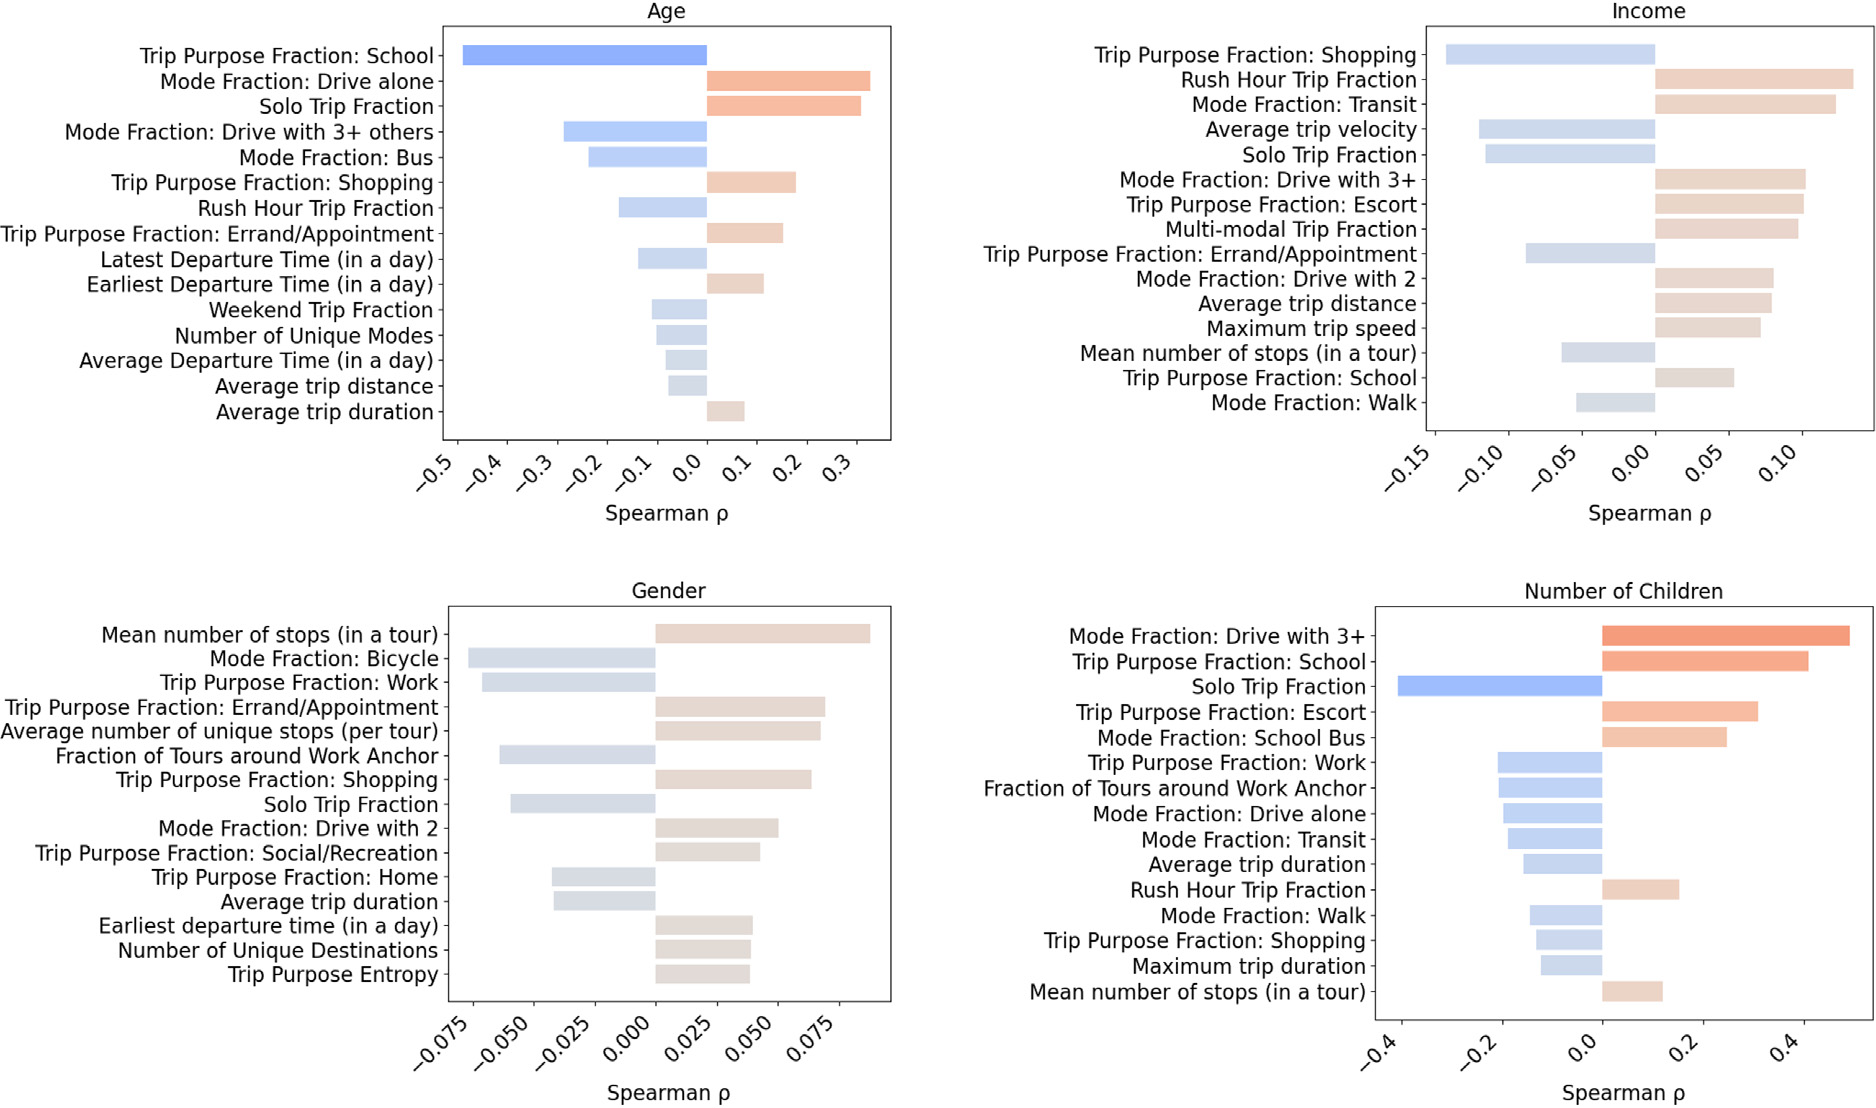 Age
Trip Purpose Fraction: School
Mode Fraction: Drive alone
Solo Trip Fraction
Mode Fraction: Drive with 3+ others
Mode Fraction: Bus
Trip Purpose Fraction: Shopping
Rush Hour Trip Fraction
Trip Purpose Fraction: Errand/Appointment
Latest Departure Time (in a day)
Earliest Departure Time (in a day)
Weekend Trip Fraction
Number of Unique Modes
Average Departure Time (in a day)
Average trip distance
Average trip duration
−0.5 −0.4 −0.3 −0.2 −0.1 0.0 0.1 0.2 0.3
Spearman ρ
Income
Trip Purpose Fraction: Shopping
Rush Hour Trip Fraction
Mode Fraction: Transit
Average trip velocity
Solo Trip Fraction
Mode Fraction: Drive with 3+
Trip Purpose Fraction: Escort
Multi-modal Trip Fraction
Trip Purpose Fraction: Errand/Appointment
Mode Fraction: Drive with 2
Average trip distance
Maximum trip speed
Mean number of stops (in a tour)
Trip Purpose Fraction: School
Mode Fraction: Walk
−0.15 −0.10 −0.05 0.00 0.05 0.10
Spearman ρ
Gender
Mean number of stops (in a tour)
Mode Fraction: Bicycle
Trip Purpose Fraction: Work
Trip Purpose Fraction: Errand/Appointment
Average number of unique stops (per tour)
Fraction of Tours around Work Anchor
Trip Purpose Fraction: Shopping
Solo Trip Fraction
Mode Fraction: Drive with 2
Trip Purpose Fraction: Social/Recreation
Trip Purpose Fraction: Home
Average trip duration
Earliest departure time (in a day)
Number of Unique Destinations
Trip Purpose Entropy
−0.075 −0.050 −0.025 0.000 0.025 0.050 0.075
Spearman ρ
Number of Children
Mode Fraction: Drive with 3+
Trip Purpose Fraction: School
Solo Trip Fraction
Trip Purpose Fraction: Escort
Mode Fraction: School Bus
Trip Purpose Fraction: Work
Fraction of Tours around Work Anchor
Mode Fraction: Drive alone
Mode Fraction: Transit
Average trip duration
Rush Hour Trip Fraction
Mode Fraction: Walk
Trip Purpose Fraction: Shopping
Maximum trip duration
Mean number of stops (in a tour)
−0.4 −0.2 0.0 0.2 0.4
Spearman ρ